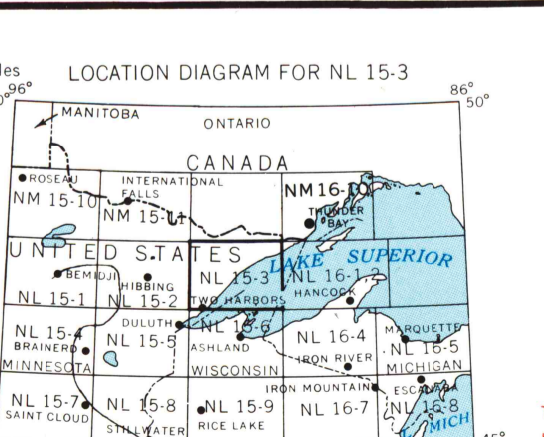 les
LOCATION DIAGRAM FOR NL 15-3
96°
86°
50°
MANITOBA
ONTARIO
CANADA
ROSEAU
INTERNATIONAL
FALLS
NM 15-10
NM 15-11
NM 16-10
THUNDER
BAY
UNITED STATES
LAKE SUPERIOR
BEMIDJI
HIBBING
NL 15-3
NL 16-1
HANCOCK
NL 15-1
NL 15-2
TWO HARBORS
DULUTH
NL 15-6
NL 15-4
NL 15-5
NL 16-4
MARQUETTE
BRAINERD
ASHLAND
NL 16-5
MINNESOTA
WISCONSIN
IRON RIVER
MICHIGAN
IRON MOUNTAIN
ESCANABA
NL 15-7
NL 15-8
NL 15-9
NL 16-7
NL 16-8
SAINT CLOUD
STILLWATER
RICE LAKE
MICH
45°